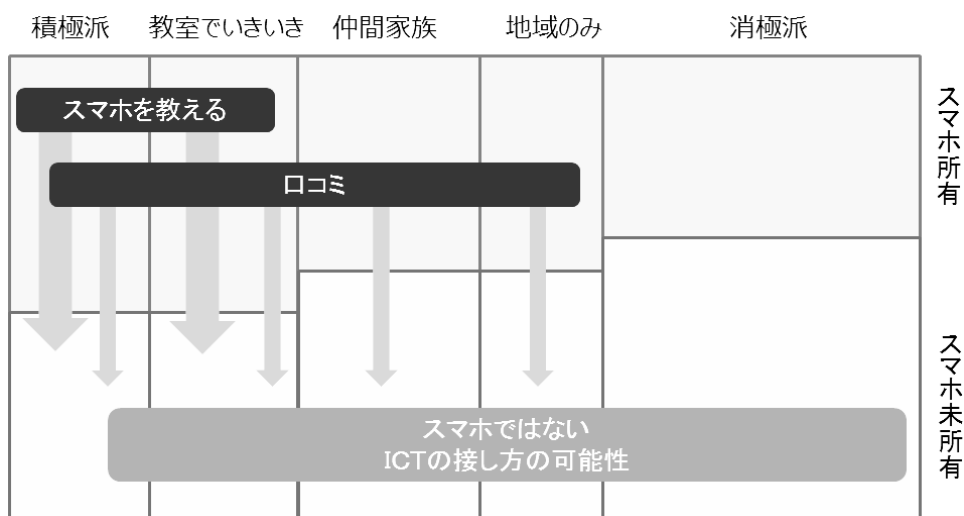 積極派
教室でいきいき
仲間家族
地域のみ
消極派
スマホを教える
口コミ
スマホ所有
スマホ未所有
スマホではない
ICTの接し方の可能性